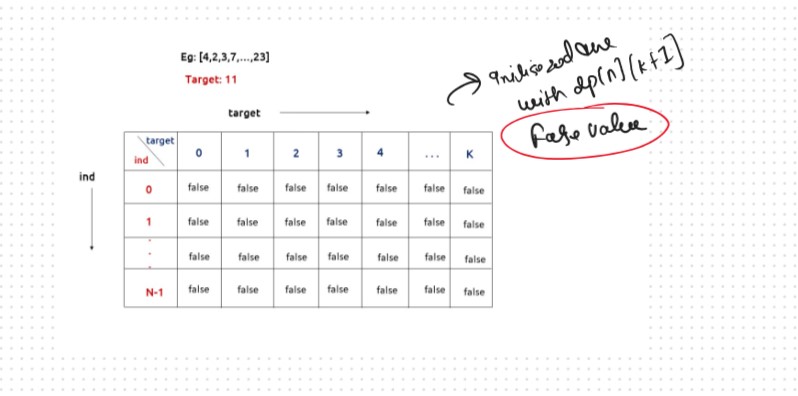 Eg: [4,2,3,7,...,23]
Target: 11
target
initialized one
with dp(n)(k+1]
false value
target
ind
0 1 2 3 4 ... K
ind
0 false false false false false false false
1 false false false false false false false
. false false false false false false false
N-1 false false false false false false false